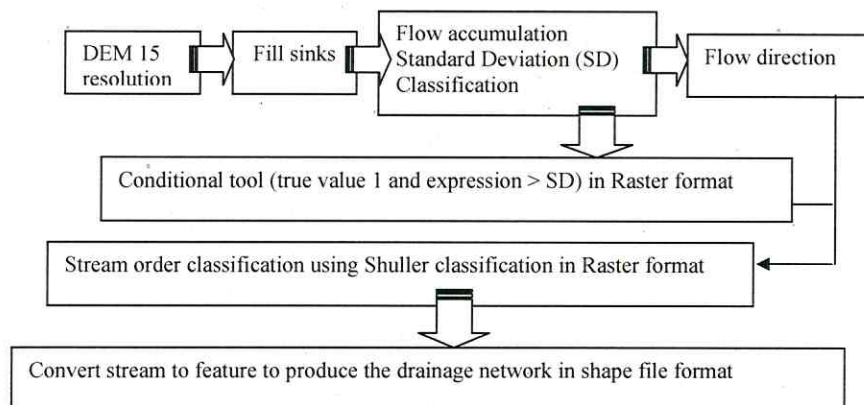 DEM 15
resolution
Fill sinks
Flow accumulation
Standard Deviation (SD)
Classification
Flow direction
Conditional tool (true value 1 and expression > SD) in Raster format
Stream order classification using Shuller classification in Raster format
Convert stream to feature to produce the drainage network in shape file format